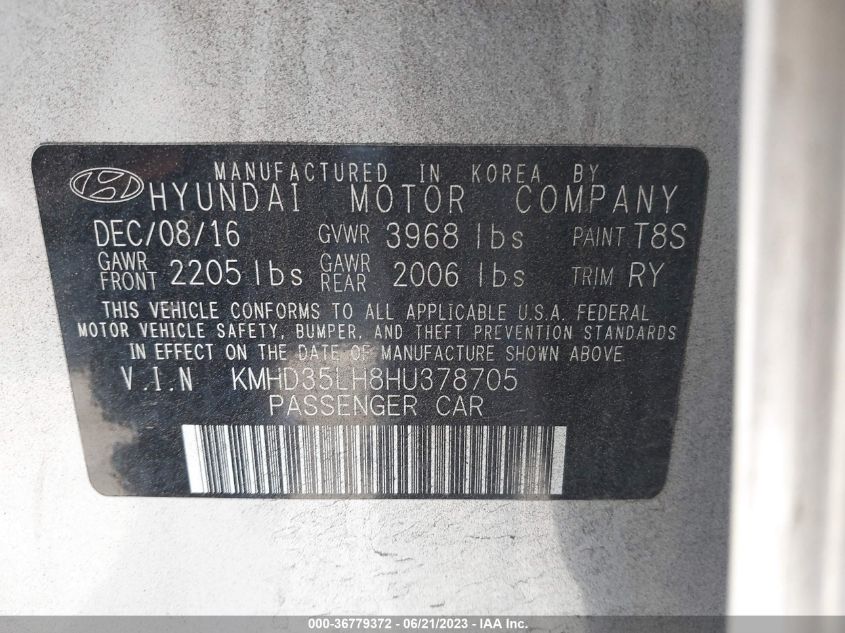 MANUFACTURED IN KOREA BY
HYUNDAI MOTOR COMPANY
DEC/08/16 GVWR 3968 lbs PAINT T8S
GAWR FRONT 2205 lbs GAWR REAR 2006 lbs TRIM RY
THIS VEHICLE CONFORMS TO ALL APPLICABLE U.S.A. FEDERAL
MOTOR VEHICLE SAFETY, BUMPER, AND THEFT PREVENTION STANDARDS
IN EFFECT ON THE DATE OF MANUFACTURE SHOWN ABOVE
V.I.N KMHD35LH8HU378705
PASSENGER CAR
000-36779372 - 06/21/2023 - IAA Inc.